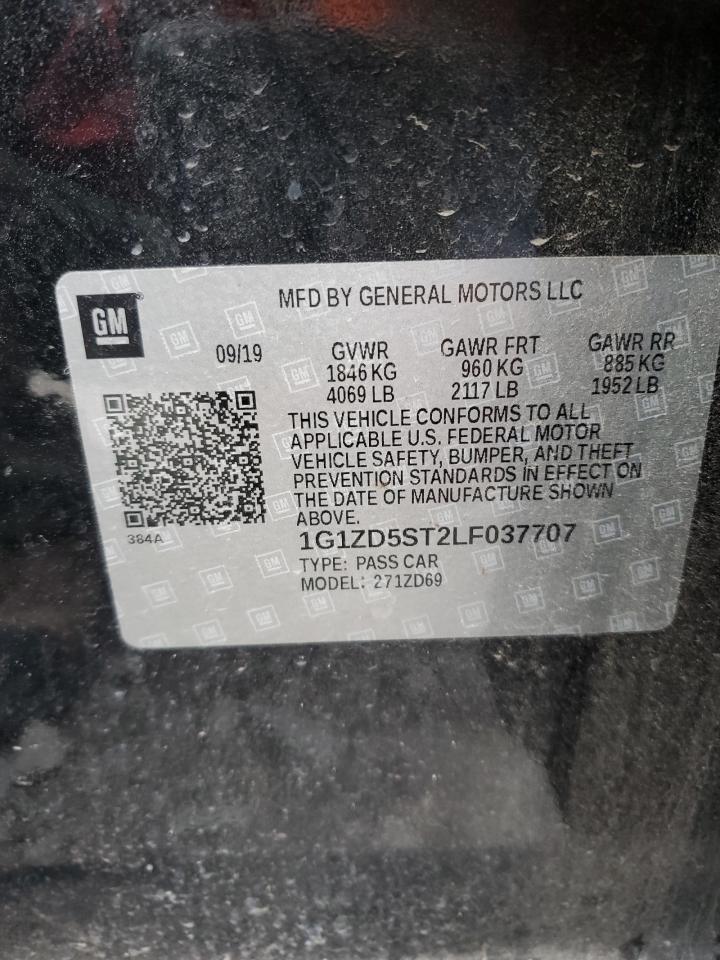 GM
MFD BY GENERAL MOTORS LLC
09/19
GVWR
1846 KG
4069 LB
GAWR FRT
960 KG
2117 LB
GAWR RR
885 KG
1952 LB
THIS VEHICLE CONFORMS TO ALL
APPLICABLE U.S. FEDERAL MOTOR
VEHICLE SAFETY, BUMPER, AND THEFT
PREVENTION STANDARDS IN EFFECT ON
THE DATE OF MANUFACTURE SHOWN
ABOVE.
384A
1G1ZD5ST2LF037707
TYPE: PASS CAR
MODEL: 271ZD69